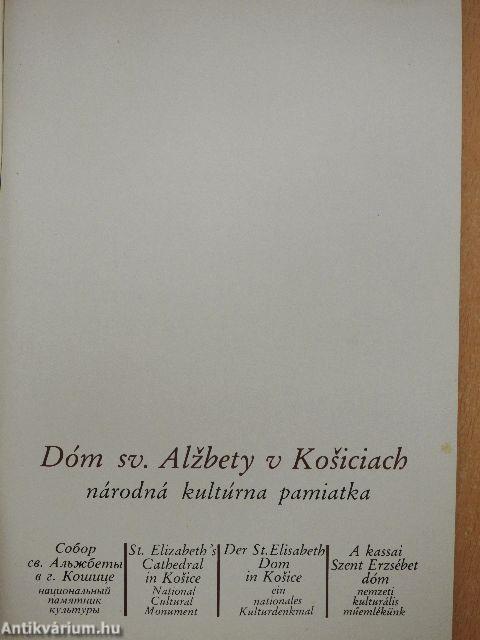 Dóm sv. Alžbety v Košiciach
národná kultúrna pamiatka
Собор
св. Альжбеты
в г. Кошице
национальный
памятник
культуры
St. Elizabeth's
Cathedral
in Košice
National
Cultural
Monument
Der St. Elisabeth
Dom
in Košice
ein
nationales
Kulturdenkmal
A kassai
Szent Erzsébet
dóm
nemzeti
kulturális
műemlékünk
Antikvárium.hu